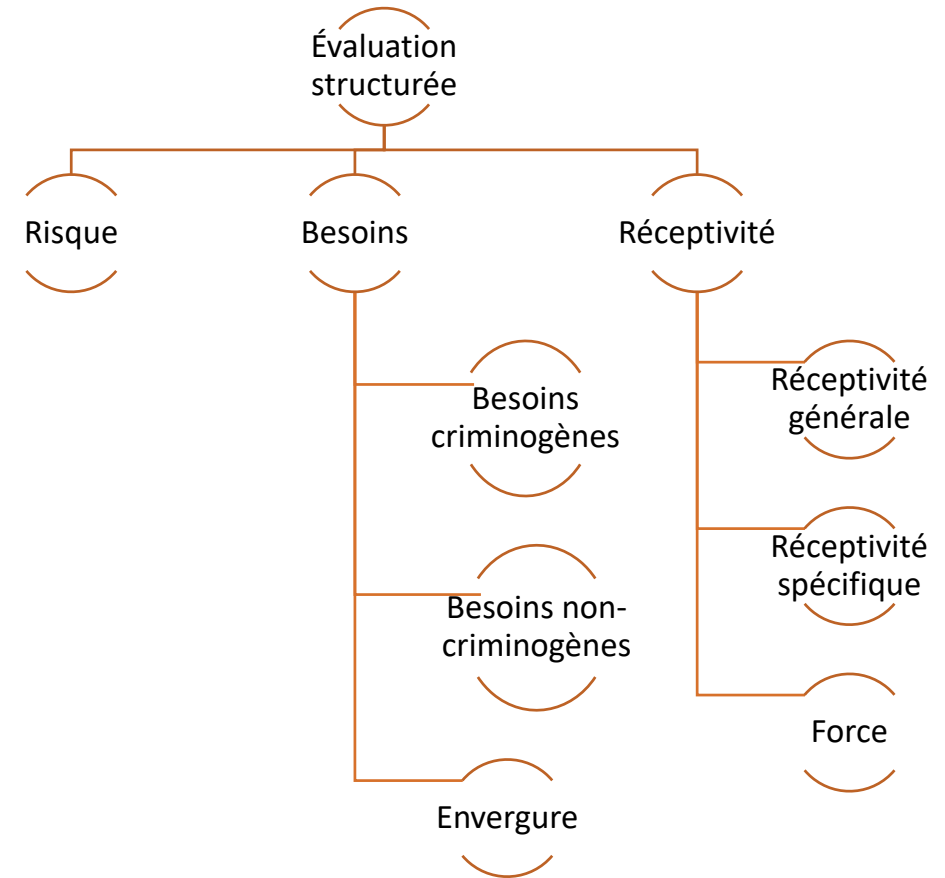 Évaluation
structurée
Risque
Besoins
Réceptivité
Besoins
criminogènes
Besoins non-
criminogènes
Envergure
Réceptivité
générale
Réceptivité
spécifique
Force